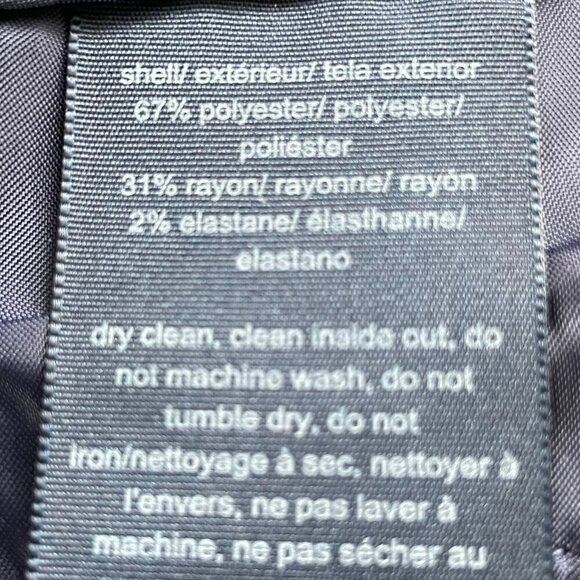 shell/ extérieur/ tela exterior
67% polyester/ polyester/
poliéster
31% rayon/ rayonne/ rayón
2% elastane/ élasthanne/
elastano
dry clean, clean inside out, do
not machine wash, do not
tumble dry, do not
iron/nettoyage à sec, nettoyer à
l'envers, ne pas laver à
machine, ne pas sécher au